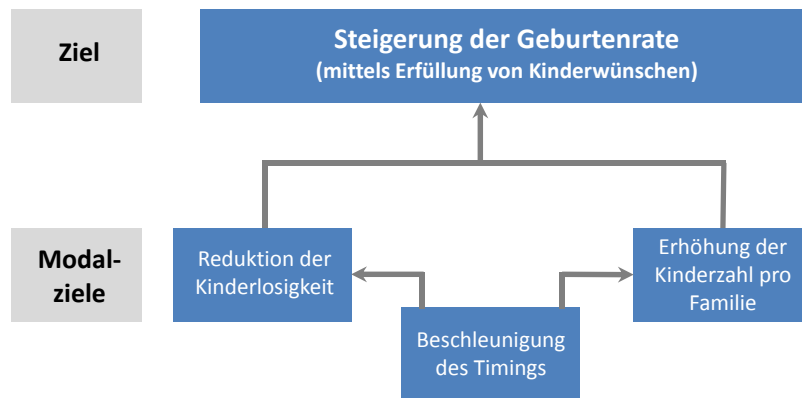 Ziel
Steigerung der Geburtenrate
(mittels Erfüllung von Kinderwünschen)
Modal-
ziele
Reduktion der
Kinderlosigkeit
Erhöhung der
Kinderzahl pro
Familie
Beschleunigung
des Timings